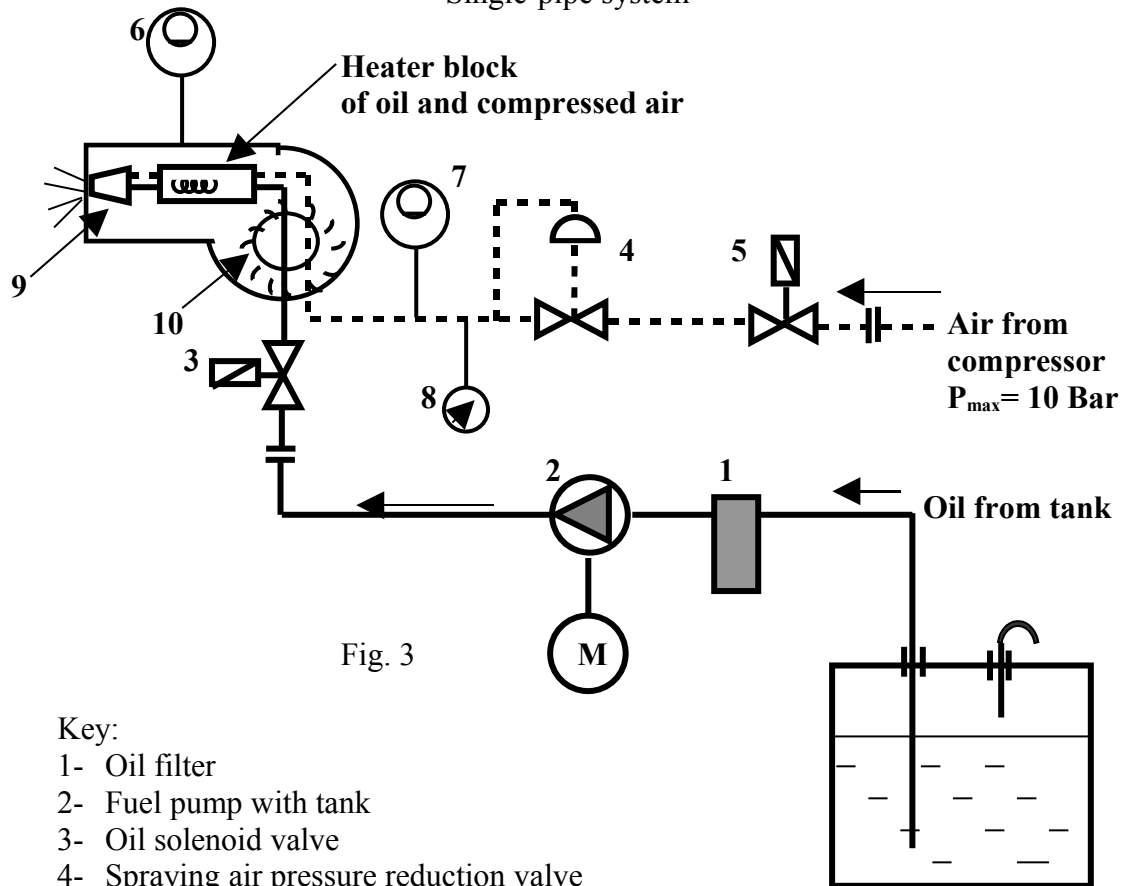 Single-pipe system
6
Heater block
of oil and compressed air
7
4
5
9
10
Air from
compressor
Pmax= 10 Bar
3
8
2
1
Oil from tank
Fig. 3
M
Key:
1- Oil filter
2- Fuel pump with tank
3- Oil solenoid valve
4- Spraying air pressure reduction valve